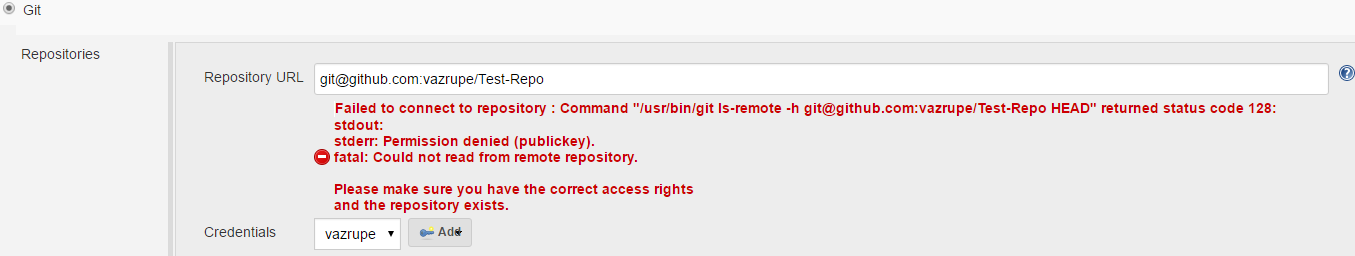 Git
Repositories
Repository URL
git@github.com:vazrupe/Test-Repo
Failed to connect to repository : Command "/usr/bin/git ls-remote -h git@github.com:vazrupe/Test-Repo HEAD" returned status code 128:
stdout:
stderr: Permission denied (publickey).
fatal: Could not read from remote repository.
Please make sure you have the correct access rights
and the repository exists.
Credentials
vazrupe
Add